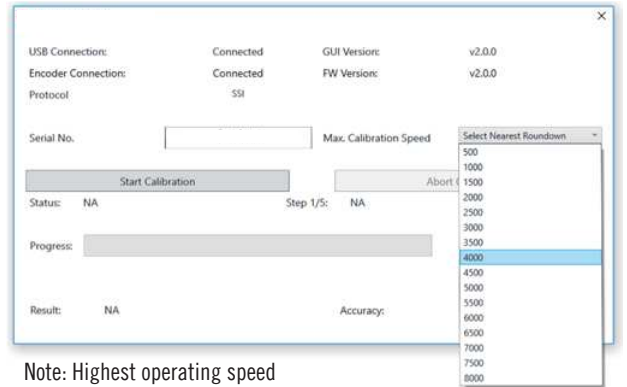 USB Connection: Connected GUI Version: v2.0.0
Encoder Connection: Connected FW Version: v2.0.0
Protocol SSI
Serial No. Max. Calibration Speed Select Nearest Roundown
500
1000
Start Calibration Abort 1500
Status: NA Step 1/5: NA 2000
2500
3000
Progress: 3500
4000
4500
5000
5500
Result: NA Accuracy: 6000
6500
7000
7500
Note: Highest operating speed 8000